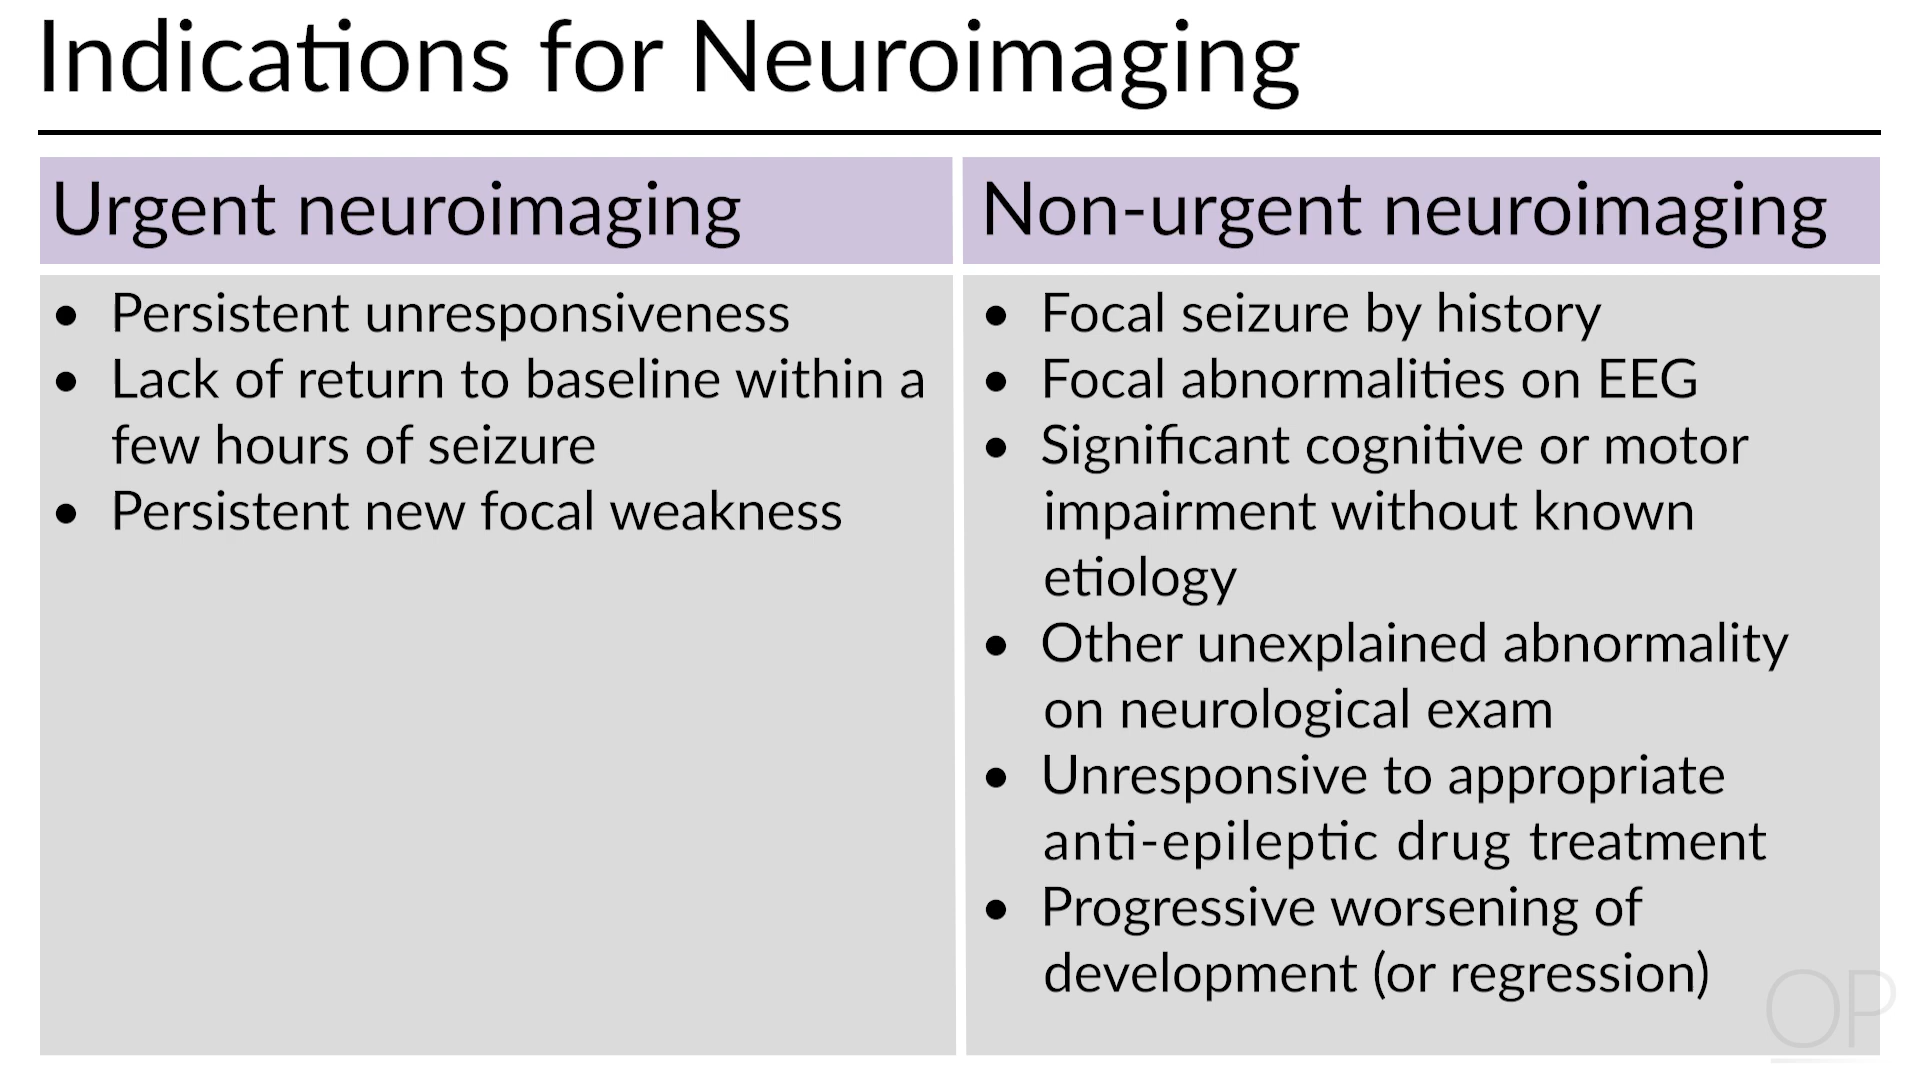 Indications for Neuroimaging
Urgent neuroimaging
• Persistent unresponsiveness
• Lack of return to baseline within a
few hours of seizure
• Persistent new focal weakness
Non-urgent neuroimaging
• Focal seizure by history
• Focal abnormalities on EEG
• Significant cognitive or motor
impairment without known
etiology
• Other unexplained abnormality
on neurological exam
• Unresponsive to appropriate
anti-epileptic drug treatment
• Progressive worsening of
development (or regression)
OP